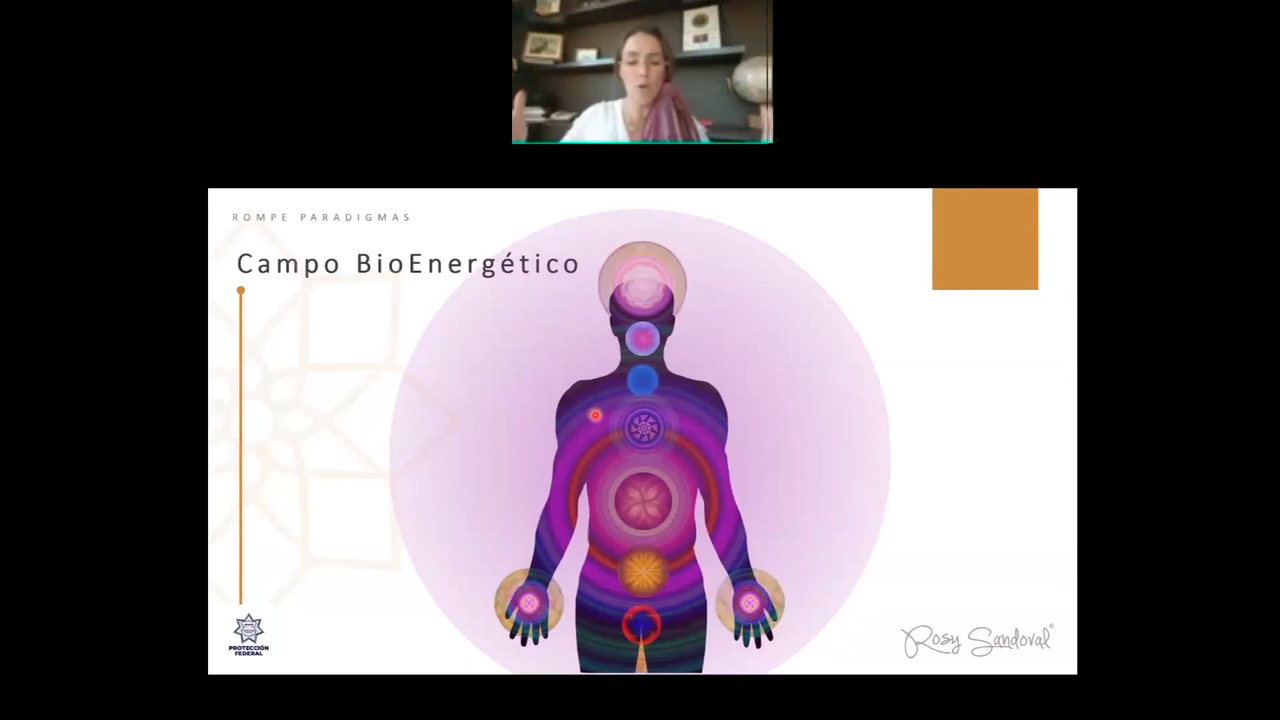 ROMPE PARADIGMAS
Campo BioEnergético
PROTECCIÓN
FEDERAL
Rosy Sandoval